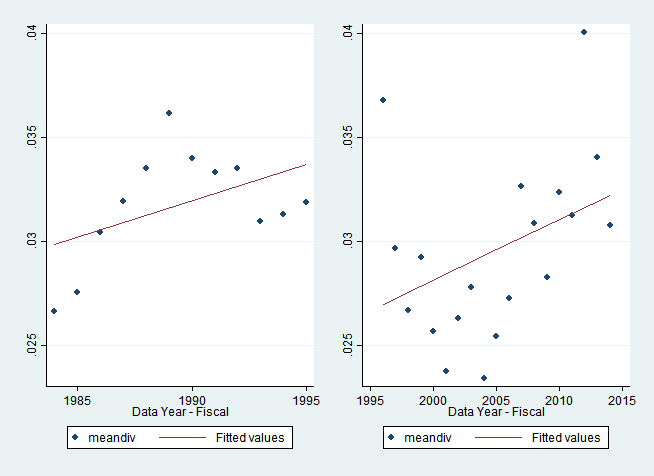 .04
.035
.03
.025
1985 1990 1995
Data Year - Fiscal
meandiv Fitted values
.04
.035
.03
.025
1995 2000 2005 2010 2015
Data Year - Fiscal
meandiv Fitted values